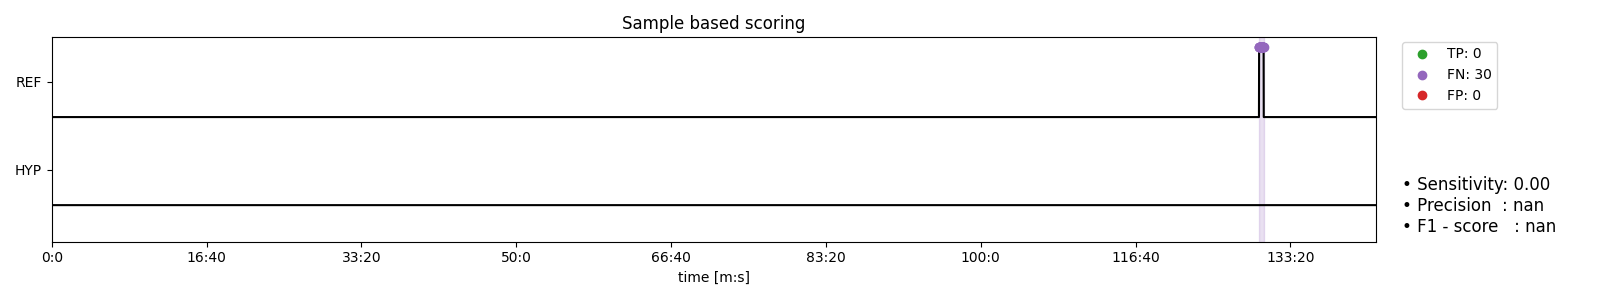 Sample based scoring
REF
HYP
0:0 16:40 33:20 50:0 66:40 83:20 100:0 116:40 133:20
time [m:s]
TP: 0
FN: 30
FP: 0
• Sensitivity: 0.00
• Precision  : nan
• F1 - score   : nan